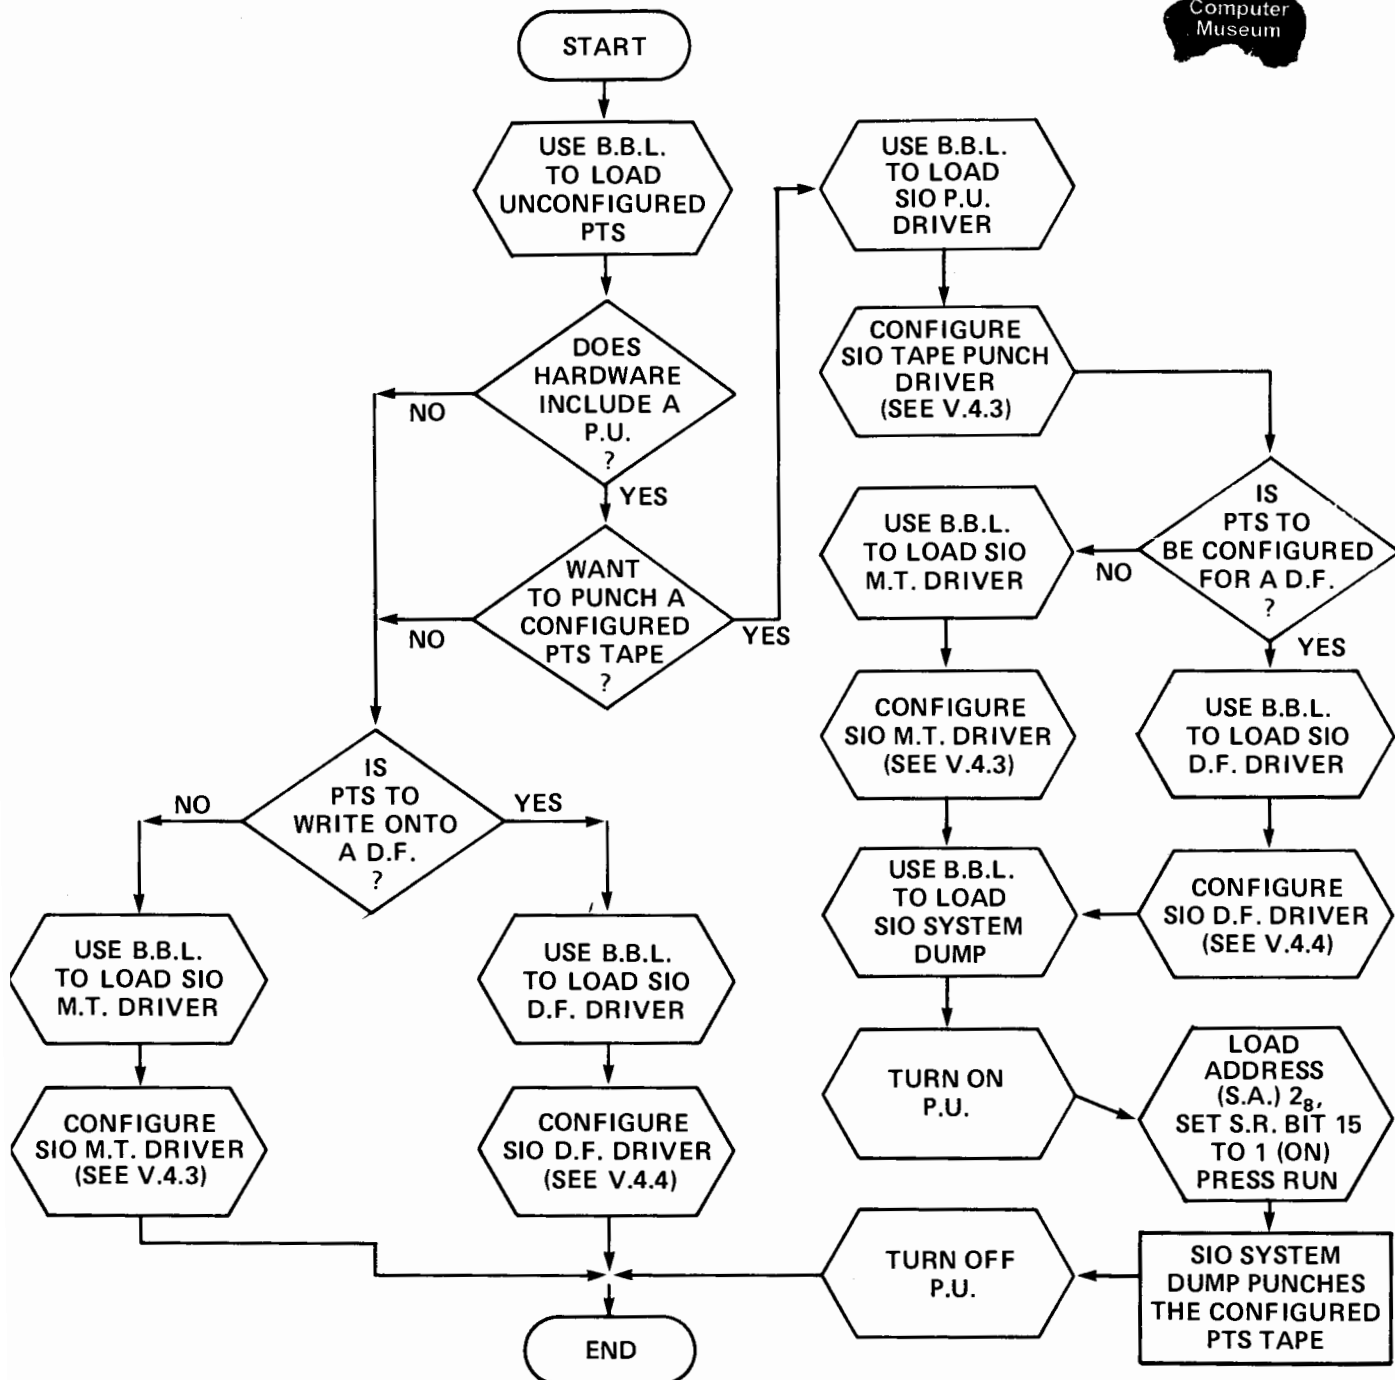 Computer
Museum
START
USE B.B.L.
TO LOAD
UNCONFIGURED
PTS
DOES
HARDWARE
INCLUDE A
P.U.
?
NO
YES
WANT
TO PUNCH A
CONFIGURED
PTS TAPE
?
NO
YES
IS
PTS TO
WRITE ONTO
A D.F.
?
NO
YES
USE B.B.L.
TO LOAD SIO
M.T. DRIVER
CONFIGURE
SIO M.T. DRIVER
(SEE V.4.3)
USE B.B.L.
TO LOAD SIO
D.F. DRIVER
CONFIGURE
SIO D.F. DRIVER
(SEE V.4.4)
USE B.B.L.
TO LOAD
SIO P.U.
DRIVER
CONFIGURE
SIO TAPE PUNCH
DRIVER
(SEE V.4.3)
IS
PTS TO
BE CONFIGURED
FOR A D.F.
?
NO
YES
USE B.B.L.
TO LOAD SIO
M.T. DRIVER
CONFIGURE
SIO M.T. DRIVER
(SEE V.4.3)
USE B.B.L.
TO LOAD SIO
D.F. DRIVER
CONFIGURE
SIO D.F. DRIVER
(SEE V.4.4)
USE B.B.L.
TO LOAD
SIO SYSTEM
DUMP
TURN ON
P.U.
LOAD
ADDRESS
(S.A.) 2₈,
SET S.R. BIT 15
TO 1 (ON)
PRESS RUN
SIO SYSTEM
DUMP PUNCHES
THE CONFIGURED
PTS TAPE
TURN OFF
P.U.
END